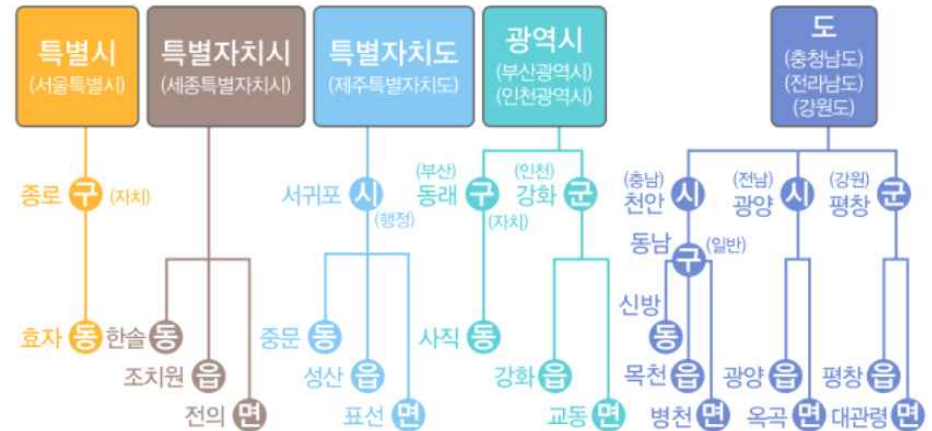 특별시
(서울특별시)
특별자치시
(세종특별자치시)
특별자치도
(제주특별자치도)
광역시
(부산광역시)
(인천광역시)
도
(충청남도)
(전라남도)
(강원도)
종로 구 (자치)
서귀포 시
(행정)
(부산)
동래 구
(자치)
(인천)
강화 군
(충남)
천안 시
(전남)
광양 시
(강원)
평창 군
동남 구 (일반)
효자 동
한솔 동
조치원 읍
전의 면
중문 동
성산 읍
표선 면
사직 동
강화 읍
교동 면
신방 동
목천 읍
병천 면
광양 읍
옥곡 면
평창 읍
대관령 면